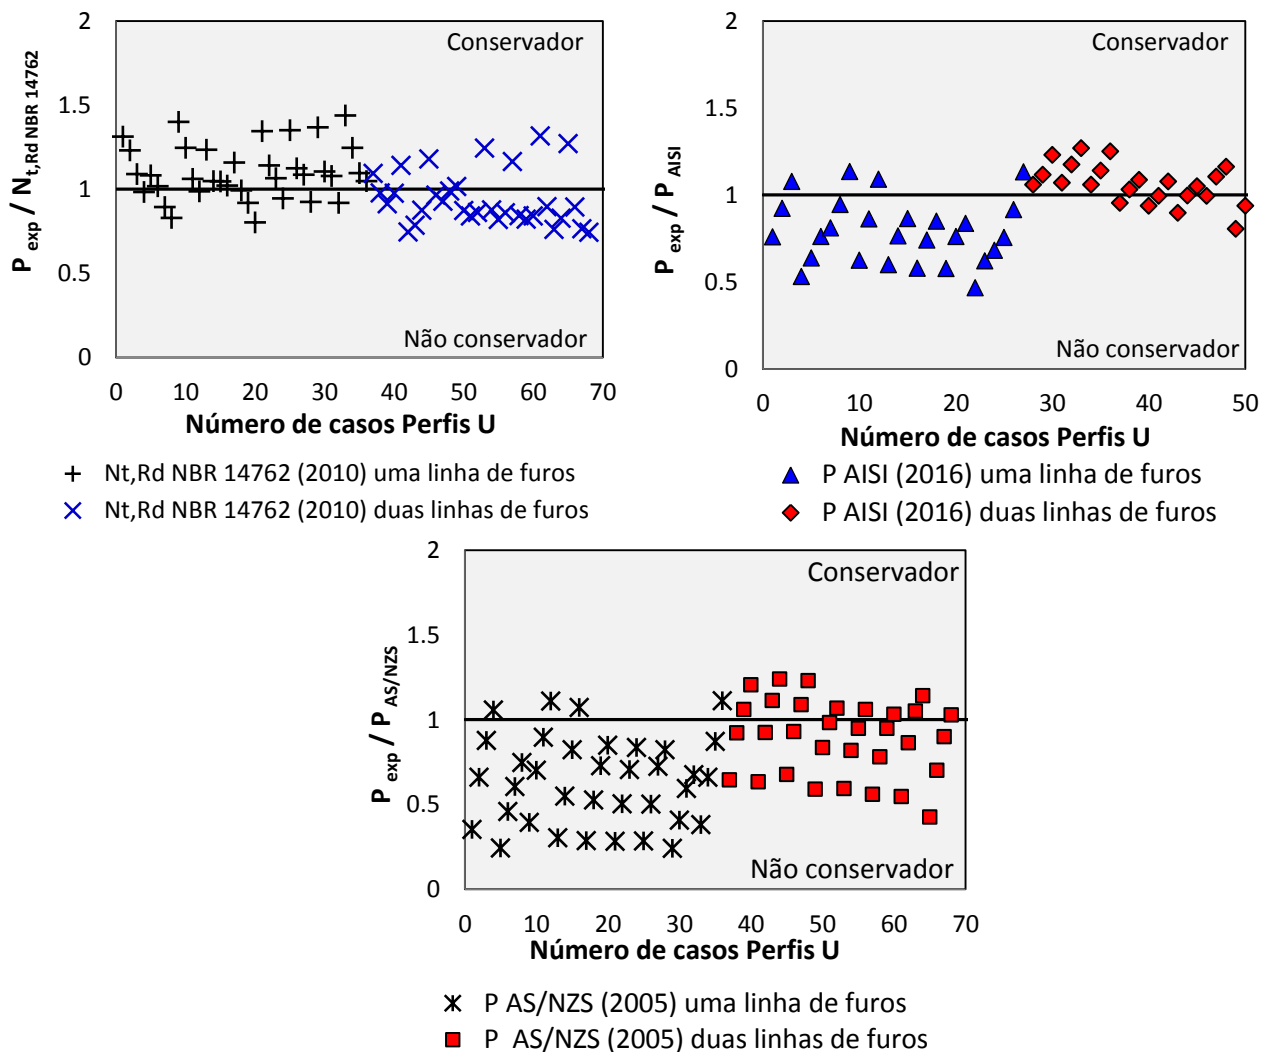 P exp / N t,Rd NBR 14762
2
1.5
1
0.5
0
Conservador
Não conservador
0 10 20 30 40 50 60 70
Número de casos Perfis U
Nt,Rd NBR 14762 (2010) uma linha de furos
Nt,Rd NBR 14762 (2010) duas linhas de furos
P exp / P AISI
2
1.5
1
0.5
0
Conservador
Não conservador
0 10 20 30 40 50
Número de casos Perfis U
P AISI (2016) uma linha de furos
P AISI (2016) duas linhas de furos
P exp / P AS/NZS
2
1.5
1
0.5
0
Conservador
Não conservador
0 10 20 30 40 50 60 70
Número de casos Perfis U
P AS/NZS (2005) uma linha de furos
P AS/NZS (2005) duas linhas de furos